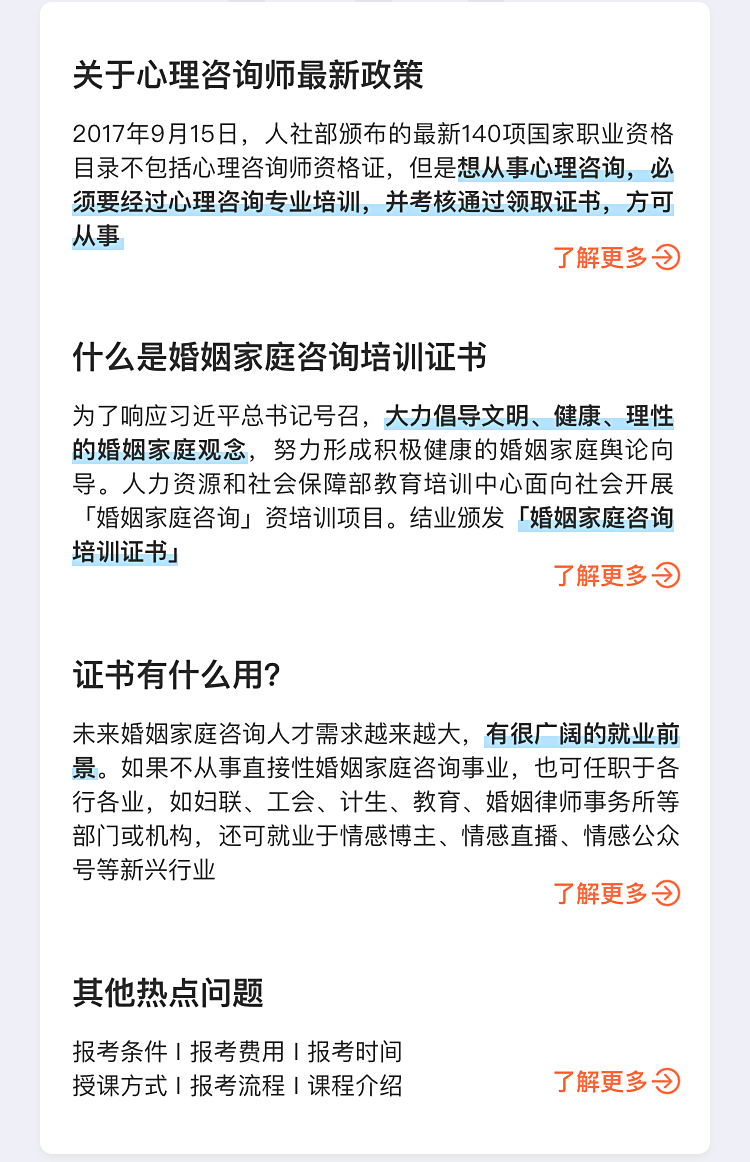 关于心理咨询师最新政策
2017年9月15日，人社部颁布的最新140项国家职业资格
目录不包括心理咨询师资格证，但是想从事心理咨询，必
须要经过心理咨询专业培训，并考核通过领取证书，方可
从事
了解更多
什么是婚姻家庭咨询培训证书
为了响应习近平总书记号召，大力倡导文明、健康、理性
的婚姻家庭观念，努力形成积极健康的婚姻家庭舆论向
导。人力资源和社会保障部教育培训中心面向社会开展
「婚姻家庭咨询」资培训项目。结业颁发「婚姻家庭咨询
培训证书」
了解更多
证书有什么用?
未来婚姻家庭咨询人才需求越来越大，有很广阔的就业前
景。如果不从事直接性婚姻家庭咨询事业，也可任职于各
行各业，如妇联、工会、计生、教育、婚姻律师事务所等
部门或机构，还可就业于情感博主、情感直播、情感公众
号等新兴行业
了解更多
其他热点问题
报考条件 I 报考费用 I 报考时间
授课方式 I 报考流程 I 课程介绍
了解更多